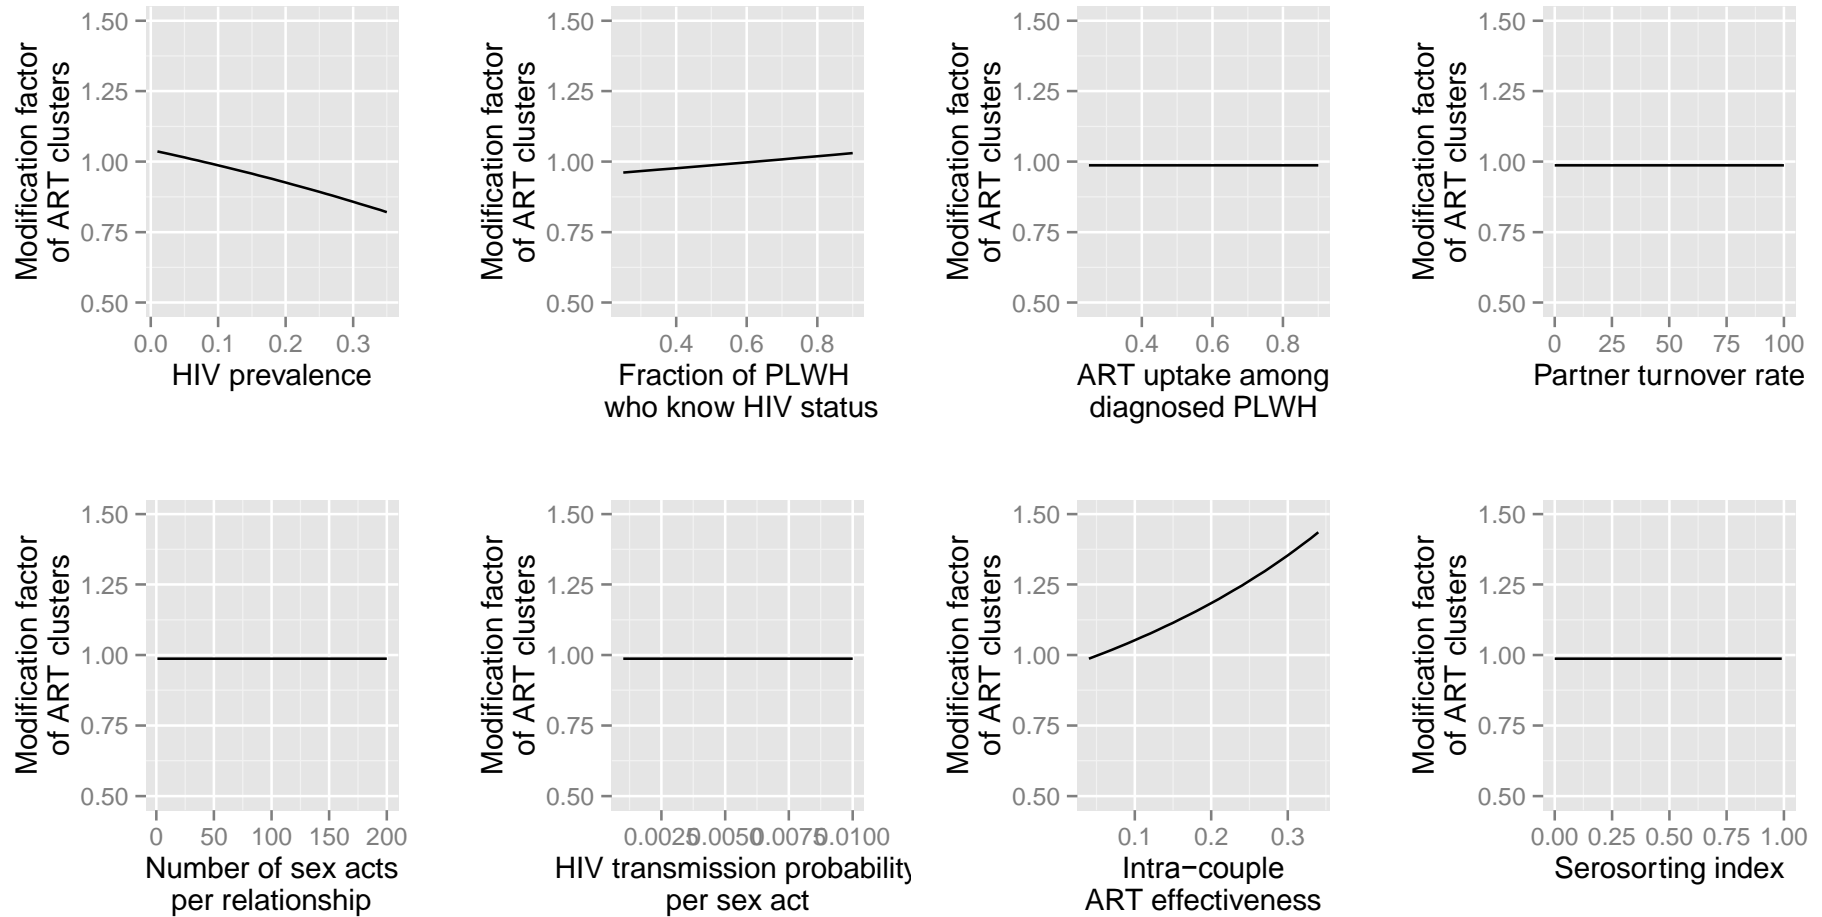 Modification factor
of ART clusters
1.50
1.25
1.00
0.75
0.50
0.0 0.1 0.2 0.3
HIV prevalence
Modification factor
of ART clusters
1.50
1.25
1.00
0.75
0.50
0.4 0.6 0.8
Fraction of PLWH
who know HIV status
Modification factor
of ART clusters
1.50
1.25
1.00
0.75
0.50
0.4 0.6 0.8
ART uptake among
diagnosed PLWH
Modification factor
of ART clusters
1.50
1.25
1.00
0.75
0.50
0 25 50 75 100
Partner turnover rate
Modification factor
of ART clusters
1.50
1.25
1.00
0.75
0.50
0 50 100 150 200
Number of sex acts
per relationship
Modification factor
of ART clusters
1.50
1.25
1.00
0.75
0.50
0.0025 0.0050 0.0075 0.0100
HIV transmission probability
per sex act
Modification factor
of ART clusters
1.50
1.25
1.00
0.75
0.50
0.1 0.2 0.3
Intra−couple
ART effectiveness
Modification factor
of ART clusters
1.50
1.25
1.00
0.75
0.50
0.00 0.25 0.50 0.75 1.00
Serosorting index